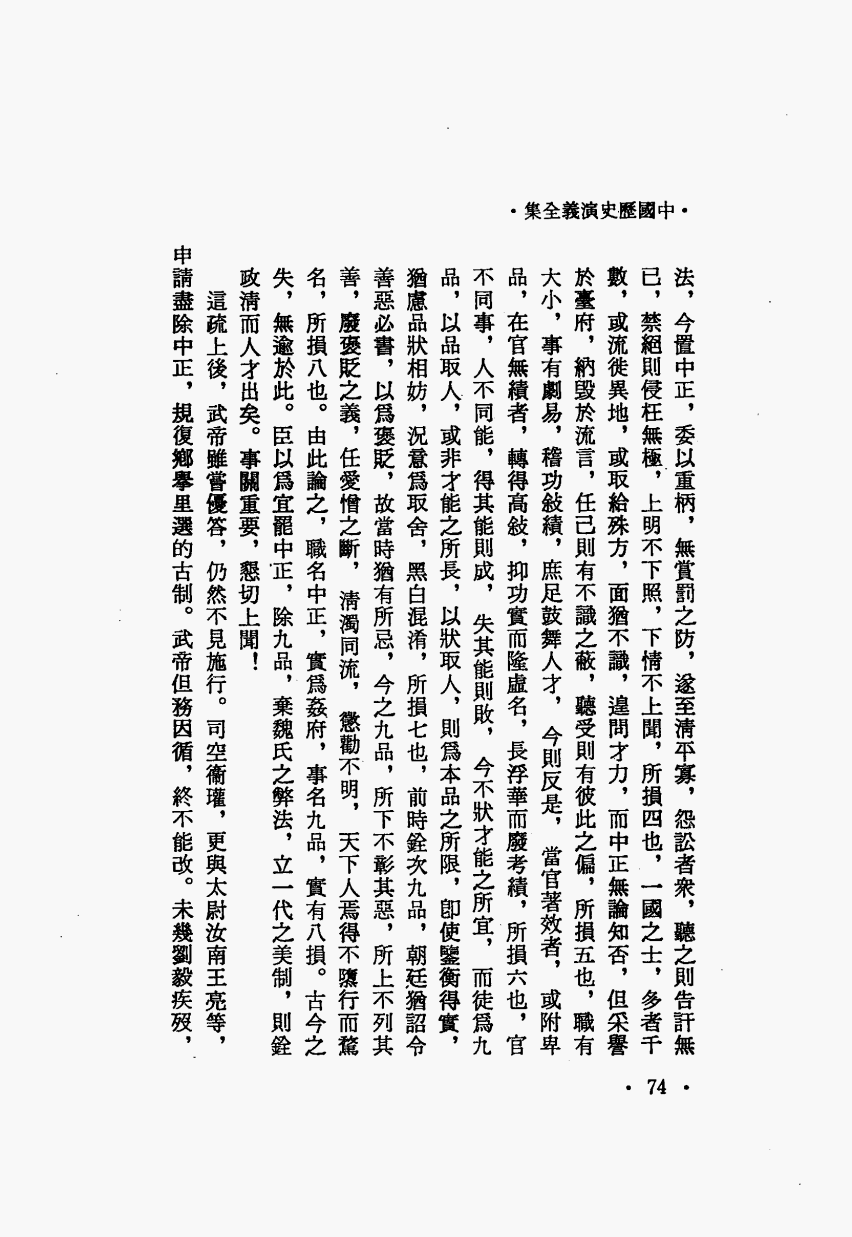 •中國歷史演義全集•
法，今置中正，委以重柄，無賞罰之防，遂至清平寡，怨訟者衆，聽之則告訐無
已，禁絕則侵枉無極，上明不下照，下情不上聞，所損四也，一國之士，多者千
數，或流徙異地，或取給殊方，面猶不識，遑問才力，而中正無論知否，但采譽
於臺府，納毀於流言，任己則有不識之蔽，聽受則有彼此之偏，所損五也，職有
大小，事有劇易，稽功敍績，庶足鼓舞人才，今則反是，當官著效者，或附卑
品，在官無績者，轉得高敍，抑功實而隆虛名，長浮華而廢考績，所損六也，官
不同事，人不同能，得其能則成，失其能則敗，今不狀才能之所宜，而徒爲九
品，以品取人，或非才能之所長，以狀取人，則爲本品之所限，卽使鑒衡得實，
猶慮品狀相妨，況意爲取舍，黑白混淆，所損七也，前時銓次九品，朝廷猶詔令
善惡必書，以爲褒貶，故當時猶有所忌，今之九品，所下不彰其惡，所上不列其
善，廢褒貶之義，任愛憎之斷，清濁同流，懲勸不明，天下人焉得不隳行而騖
名，所損八也。由此論之，職名中正，實爲姦府，事名九品，實有八損。古今之
失，無逾於此。臣以爲宜罷中正，除九品，棄魏氏之弊法，立一代之美制，則銓
政清而人才出矣。事關重要，懇切上聞！
這疏上後，武帝雖嘗優答，仍然不見施行。司空衞瓘，更與太尉汝南王亮等，
申請盡除中正，規復鄉舉里選的古制。武帝但務因循，終不能改。未幾劉毅疾歿，
• 74 •